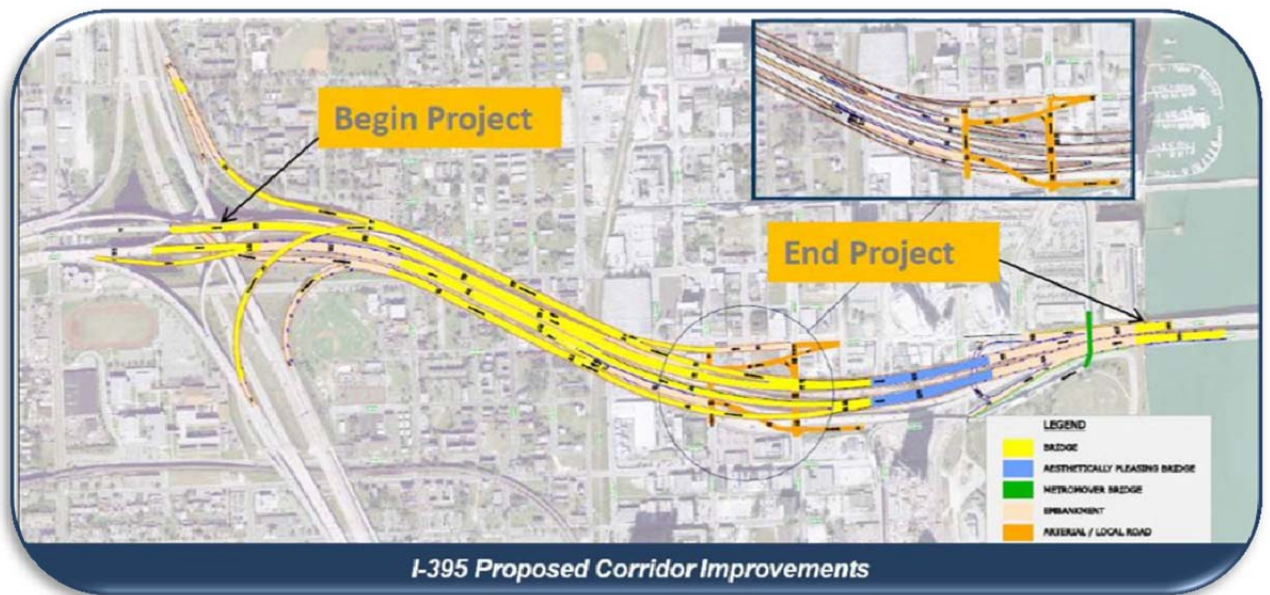 Begin Project
End Project
LEGEND
BRIDGE
AESTHETICALLY PLEASING BRIDGE
METROMOVER BRIDGE
EMBANKMENT
ARTERIAL / LOCAL ROAD
I-395 Proposed Corridor Improvements